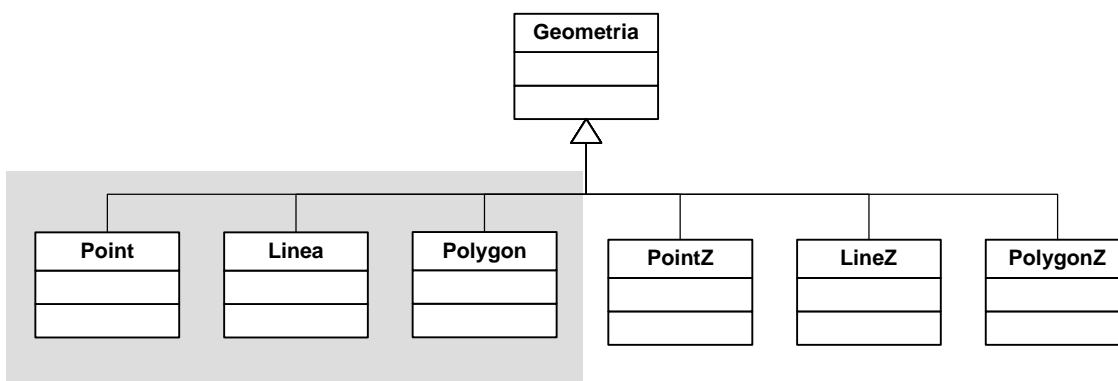 Geometria
Point
Linea
Polygon
PointZ
LineZ
PolygonZ